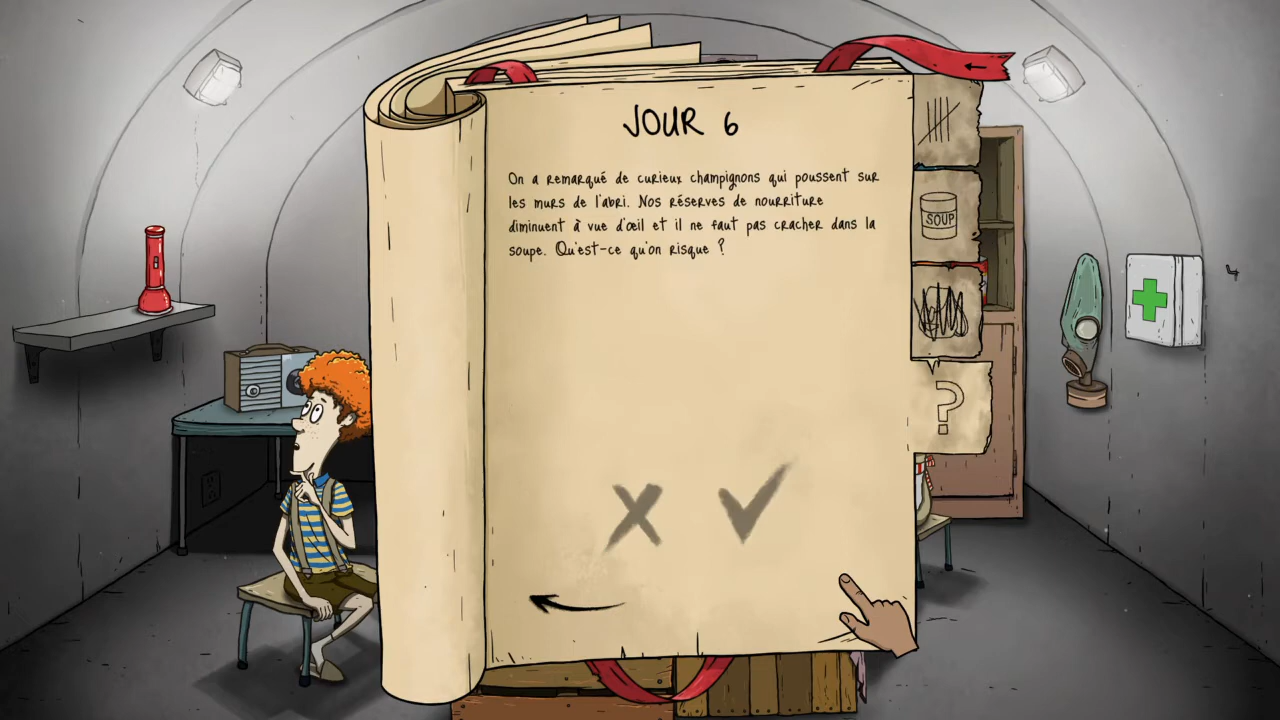 JOUR 6
On a remarqué de curieux champignons qui poussent sur
les murs de l'abri. Nos réserves de nourriture
diminuent à vue d'œil et il ne faut pas cracher dans la
soupe. Qu'est-ce qu'on risque ?
SOUP
?